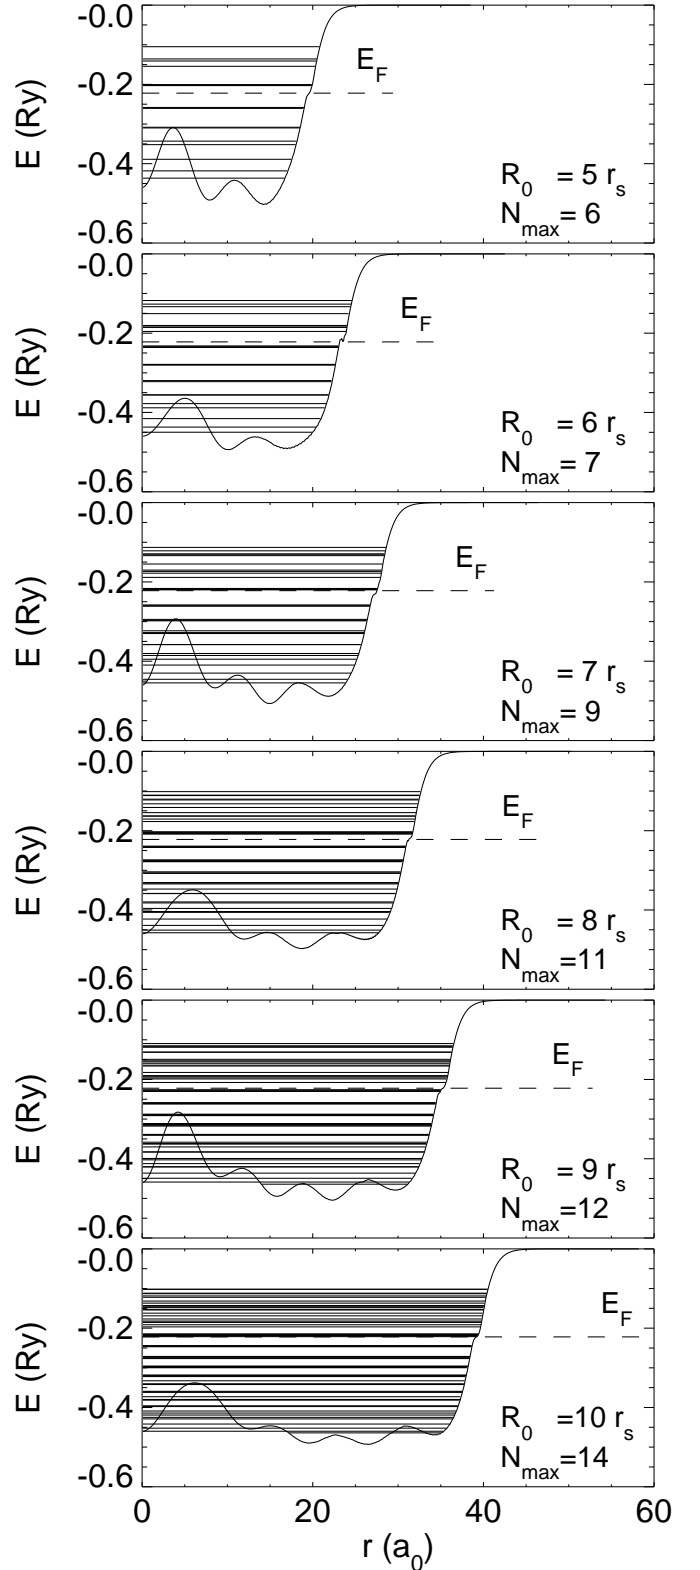 -0.0
-0.2
-0.4
-0.6
E (Ry)
E_F
R_0 = 5 r_s
N_max= 6
-0.0
-0.2
-0.4
-0.6
E (Ry)
E_F
R_0 = 6 r_s
N_max= 7
-0.0
-0.2
-0.4
-0.6
E (Ry)
E_F
R_0 = 7 r_s
N_max= 9
-0.0
-0.2
-0.4
-0.6
E (Ry)
E_F
R_0 = 8 r_s
N_max=11
-0.0
-0.2
-0.4
-0.6
E (Ry)
E_F
R_0 = 9 r_s
N_max=12
-0.0
-0.2
-0.4
-0.6
E (Ry)
E_F
R_0 =10 r_s
N_max=14
0 20 40 60
r (a_0)